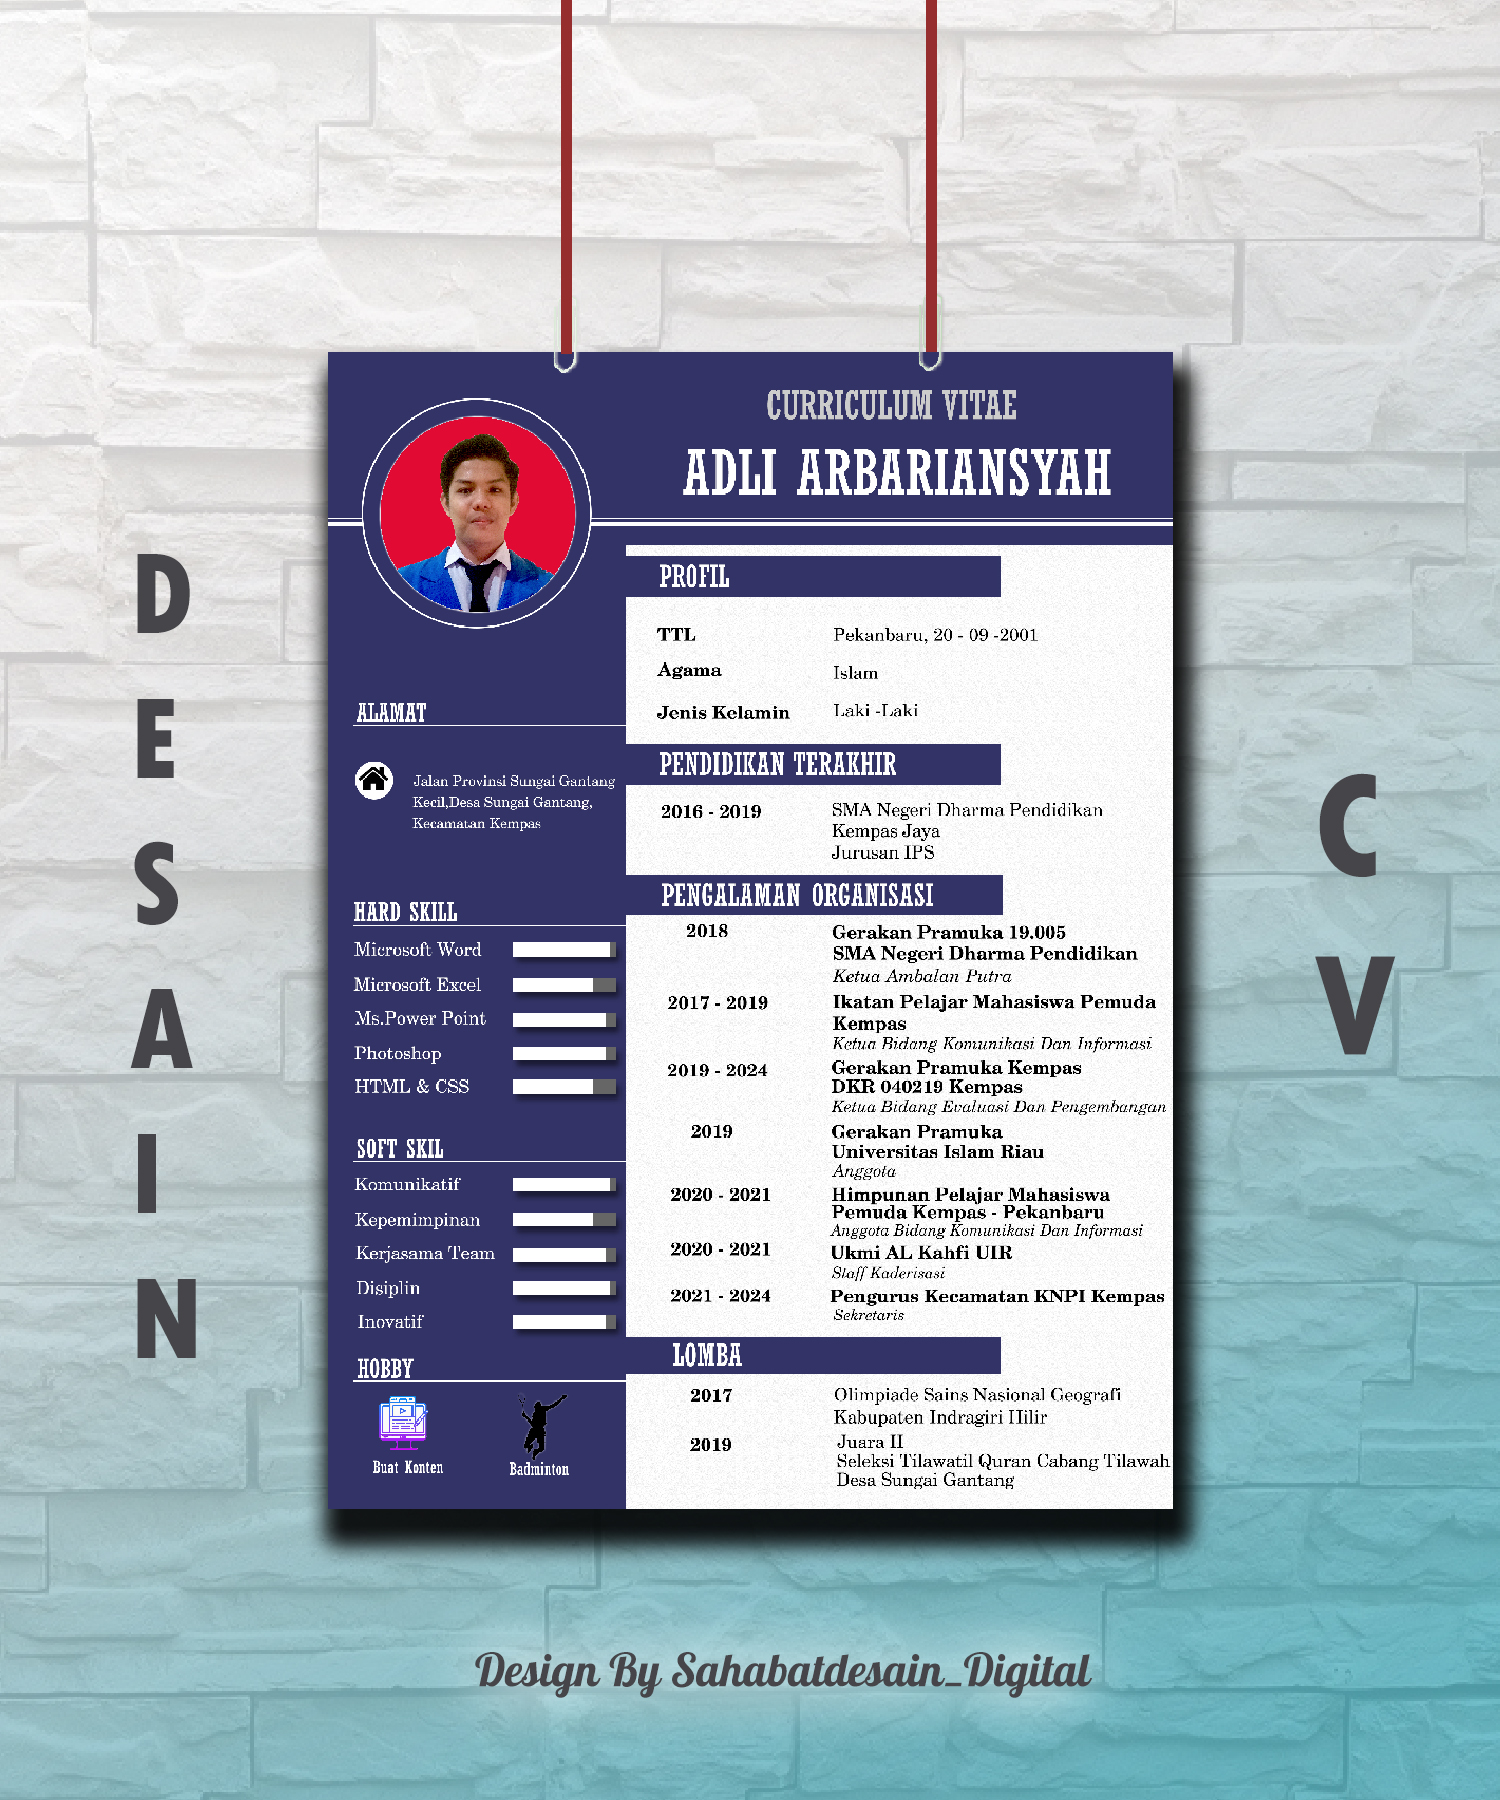 CURRICULUM VITAE
ADLI ARBARIANSYAH
ALAMAT
Jalan Provinsi Sungai Gantang
Kecil,Desa Sungai Gantang,
Kecamatan Kempas
HARD SKILL
Microsoft Word
Microsoft Excel
Ms.Power Point
Photoshop
HTML & CSS
SOFT SKIL
Komunikatif
Kepemimpinan
Kerjasama Team
Disiplin
Inovatif
HOBBY
Buat Konten
Badminton
PROFIL
TTL Pekanbaru, 20 - 09 -2001
Agama Islam
Jenis Kelamin Laki -Laki
PENDIDIKAN TERAKHIR
2016 - 2019 SMA Negeri Dharma Pendidikan
Kempas Jaya
Jurusan IPS
PENGALAMAN ORGANISASI
2018 Gerakan Pramuka 19.005
SMA Negeri Dharma Pendidikan
Ketua Ambalan Putra
2017 - 2019 Ikatan Pelajar Mahasiswa Pemuda
Kempas
Ketua Bidang Komunikasi Dan Informasi
2019 - 2024 Gerakan Pramuka Kempas
DKR 040219 Kempas
Ketua Bidang Evaluasi Dan Pengembangan
2019 Gerakan Pramuka
Universitas Islam Riau
Anggota
2020 - 2021 Himpunan Pelajar Mahasiswa
Pemuda Kempas - Pekanbaru
Anggota Bidang Komunikasi Dan Informasi
2020 - 2021 Ukmi AL Kahfi UIR
Staff Kaderisasi
2021 - 2024 Pengurus Kecamatan KNPI Kempas
Sekretaris
LOMBA
2017 Olimpiade Sains Nasional Geografi
Kabupaten Indragiri Hilir
2019 Juara II
Seleksi Tilawatil Quran Cabang Tilawah
Desa Sungai Gantang
DESAIN
CV
Design By Sahabatdesain_Digital